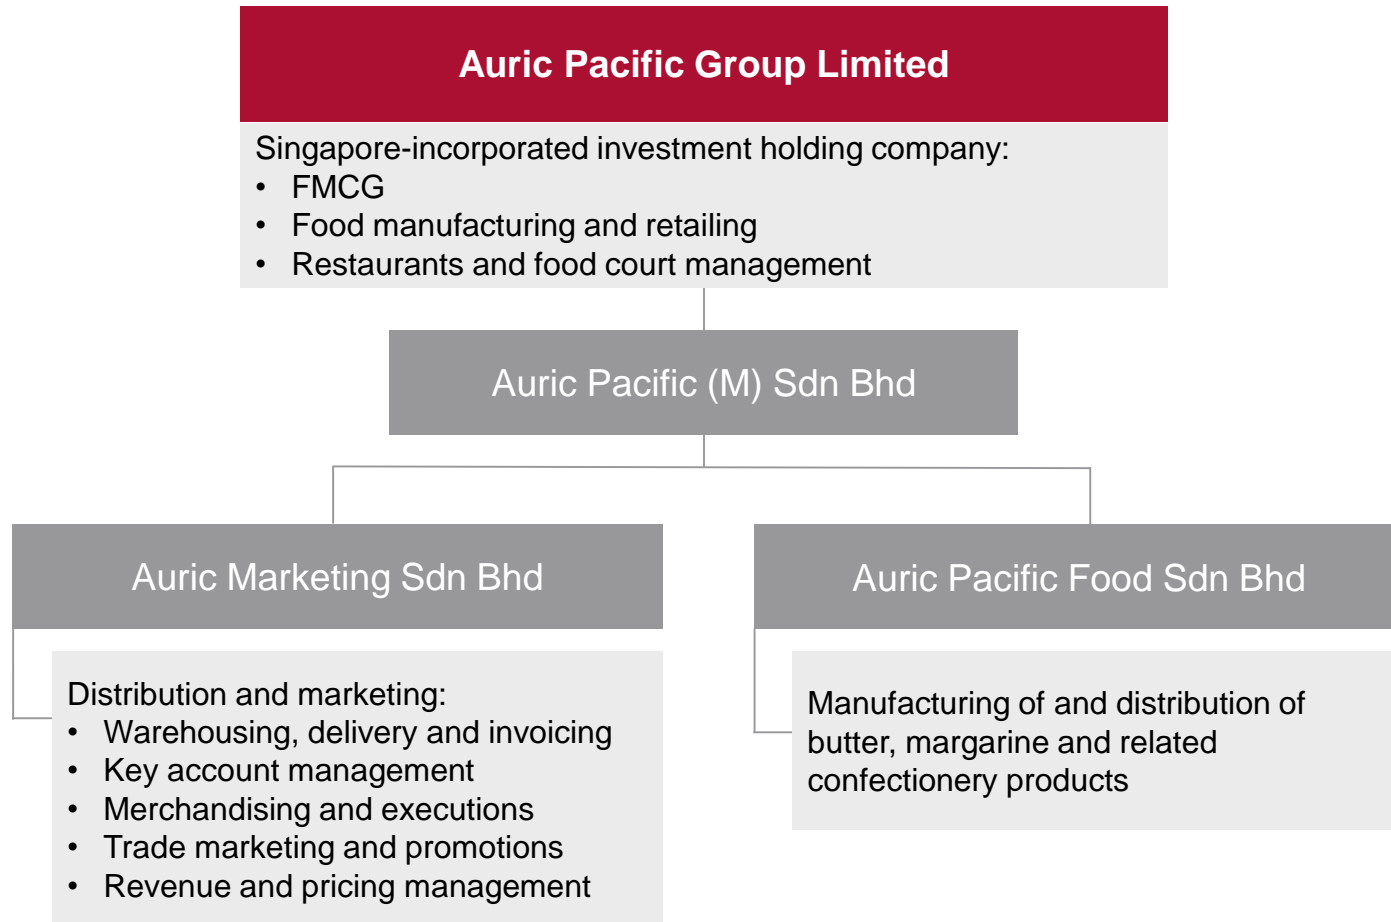 Auric Pacific Group Limited
Singapore-incorporated investment holding company:
• FMCG
• Food manufacturing and retailing
• Restaurants and food court management
Auric Pacific (M) Sdn Bhd
Auric Marketing Sdn Bhd
Distribution and marketing:
• Warehousing, delivery and invoicing
• Key account management
• Merchandising and executions
• Trade marketing and promotions
• Revenue and pricing management
Auric Pacific Food Sdn Bhd
Manufacturing of and distribution of
butter, margarine and related
confectionery products